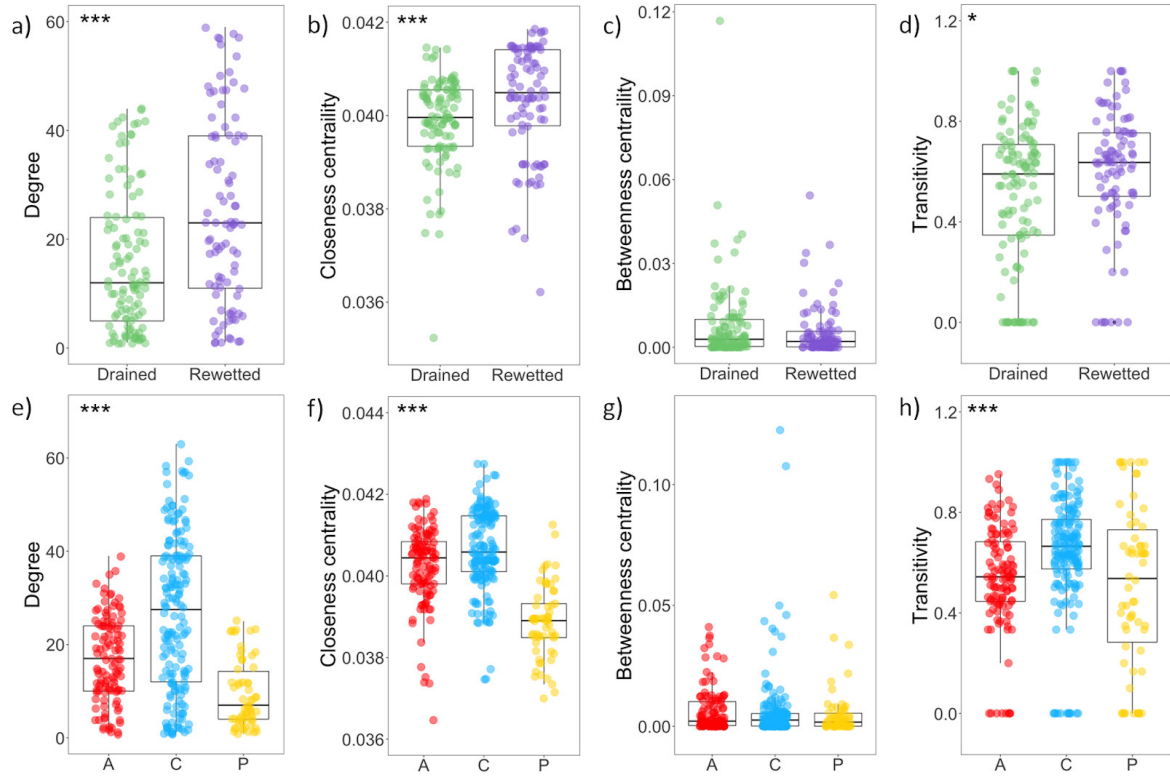 a)
***
Degree
60
40
20
0
Drained
Rewetted
b)
***
Closeness centraility
0.042
0.040
0.038
0.036
Drained
Rewetted
c)
Betweenness centraility
0.12
0.09
0.06
0.03
0.00
Drained
Rewetted
d)
*
Transitivity
1.2
0.8
0.4
0.0
Drained
Rewetted
e)
***
Degree
60
40
20
0
A
C
P
f)
***
Closeness centrality
0.044
0.042
0.040
0.038
0.036
A
C
P
g)
Betweenness centrality
0.10
0.05
0.00
A
C
P
h)
***
Transitivity
1.2
0.8
0.4
0.0
A
C
P